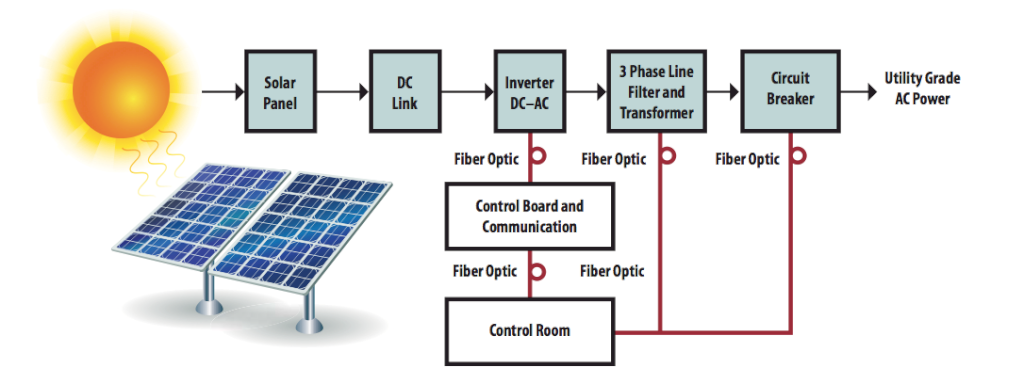 Solar
Panel
DC
Link
Inverter
DC–AC
3 Phase Line
Filter and
Transformer
Circuit
Breaker
Utility Grade
AC Power
Fiber Optic
Fiber Optic
Fiber Optic
Control Board and
Communication
Fiber Optic
Fiber Optic
Control Room